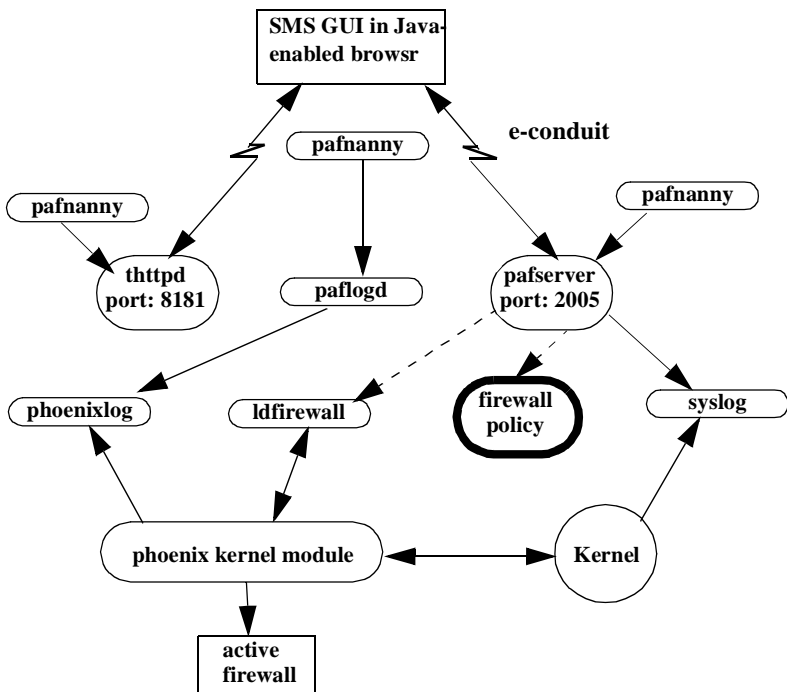 SMS GUI in Java-
enabled browsr
e-conduit
pafnanny
pafnanny
pafnanny
thttpd
port: 8181
paflogd
pafserver
port: 2005
phoenixlog
ldfirewall
firewall
policy
syslog
phoenix kernel module
Kernel
active
firewall